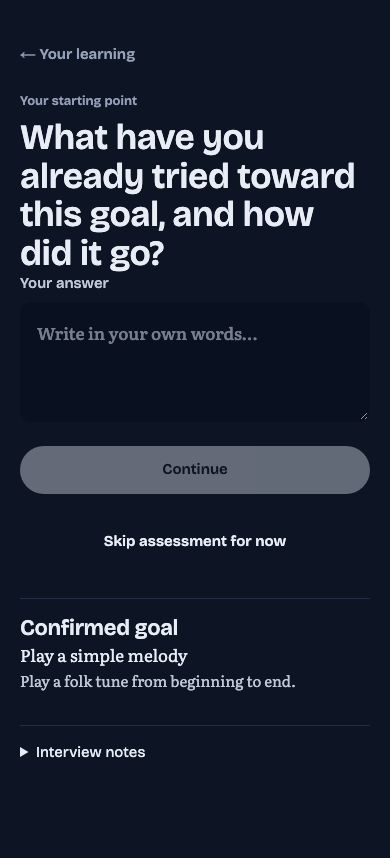 ← Your learning
Your starting point
What have you
already tried toward
this goal, and how
did it go?
Your answer
Write in your own words...
Continue
Skip assessment for now
Confirmed goal
Play a simple melody
Play a folk tune from beginning to end.
▶ Interview notes